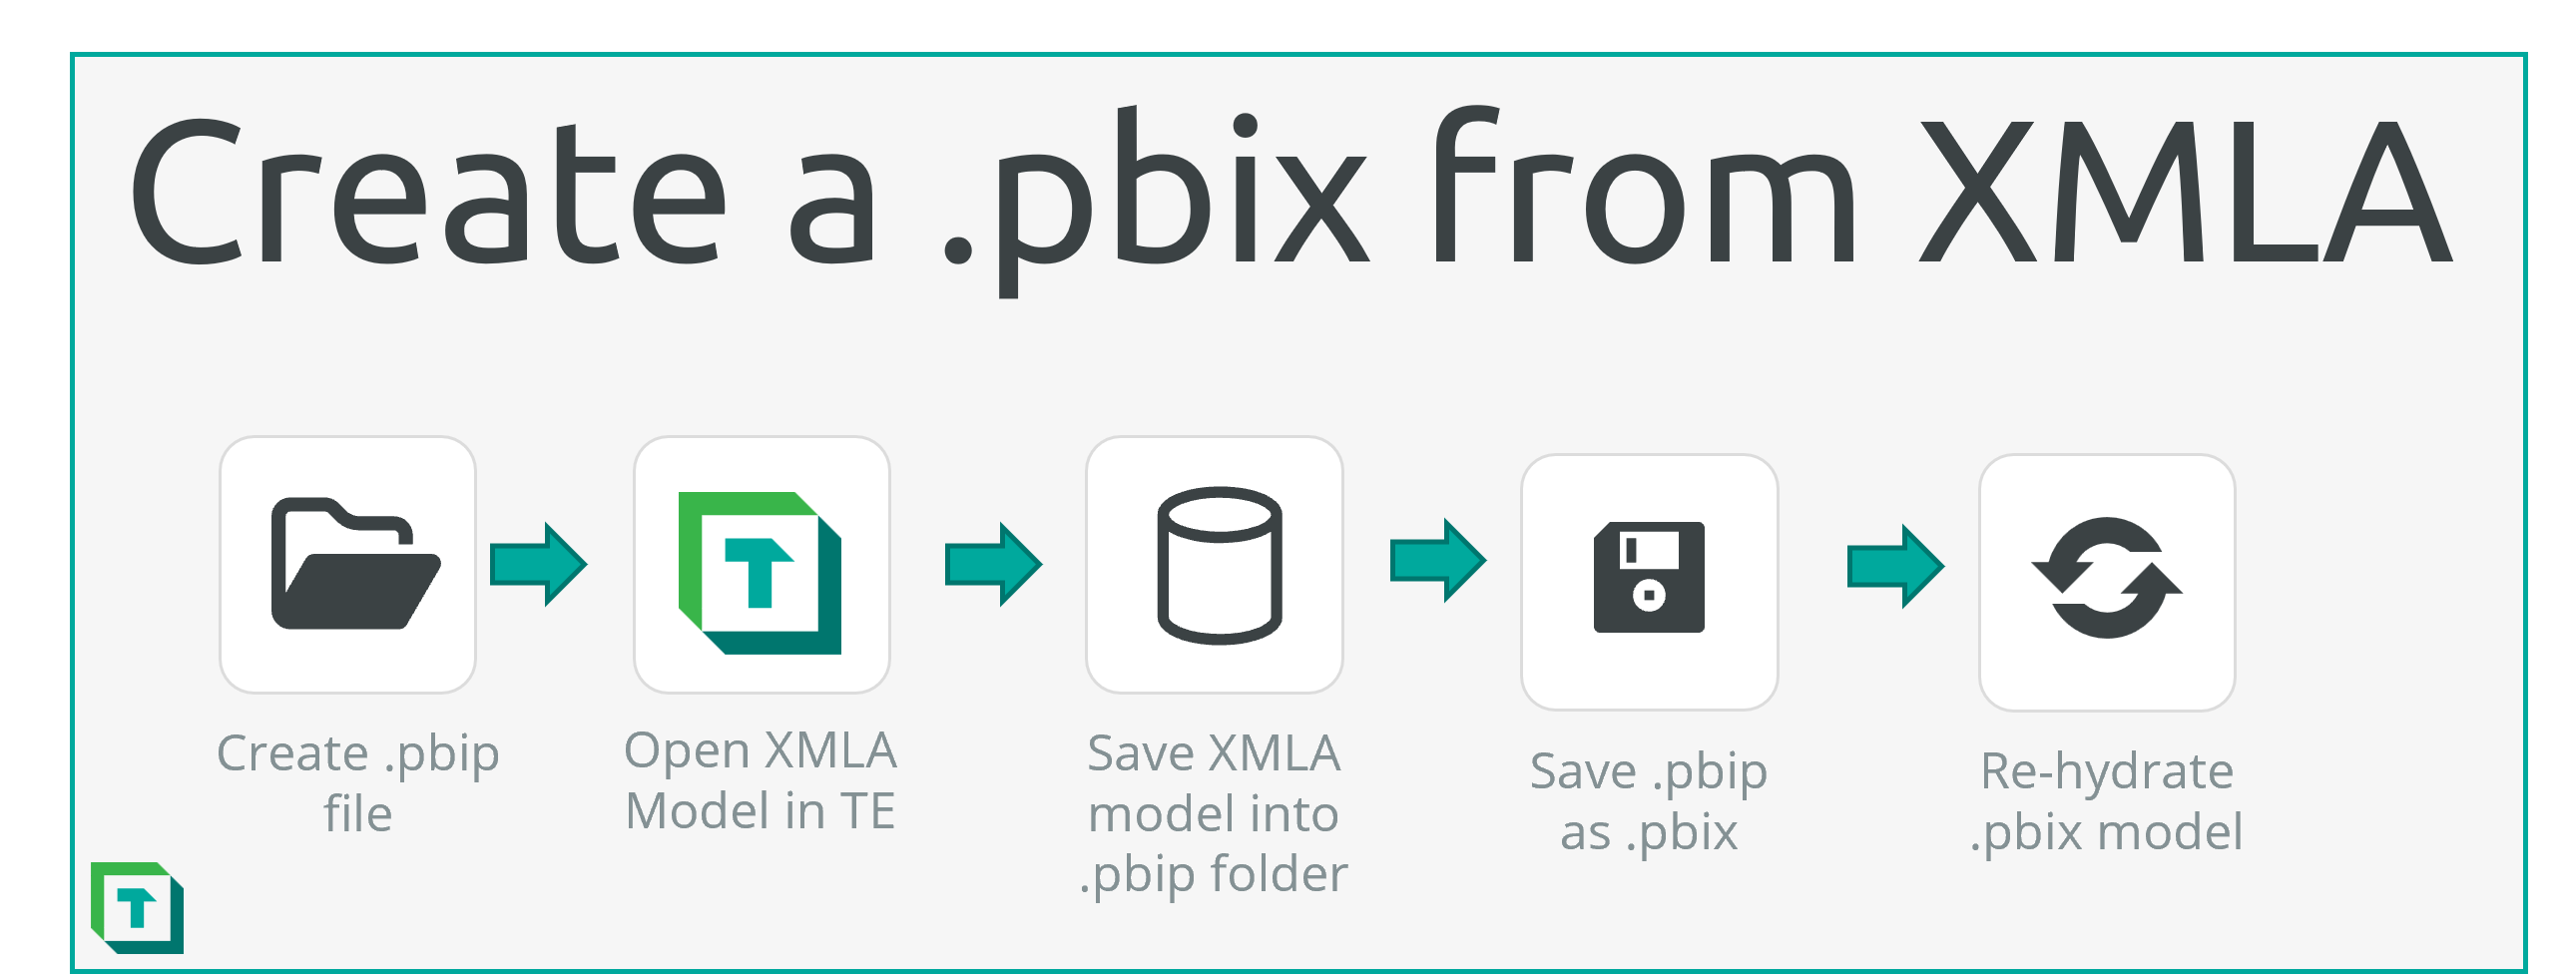 Create a .pbix from XMLA
T
Create .pbip
file
Open XMLA
Model in TE
Save XMLA
model into
.pbip folder
Save .pbip
as .pbix
Re-hydrate
.pbix model
T